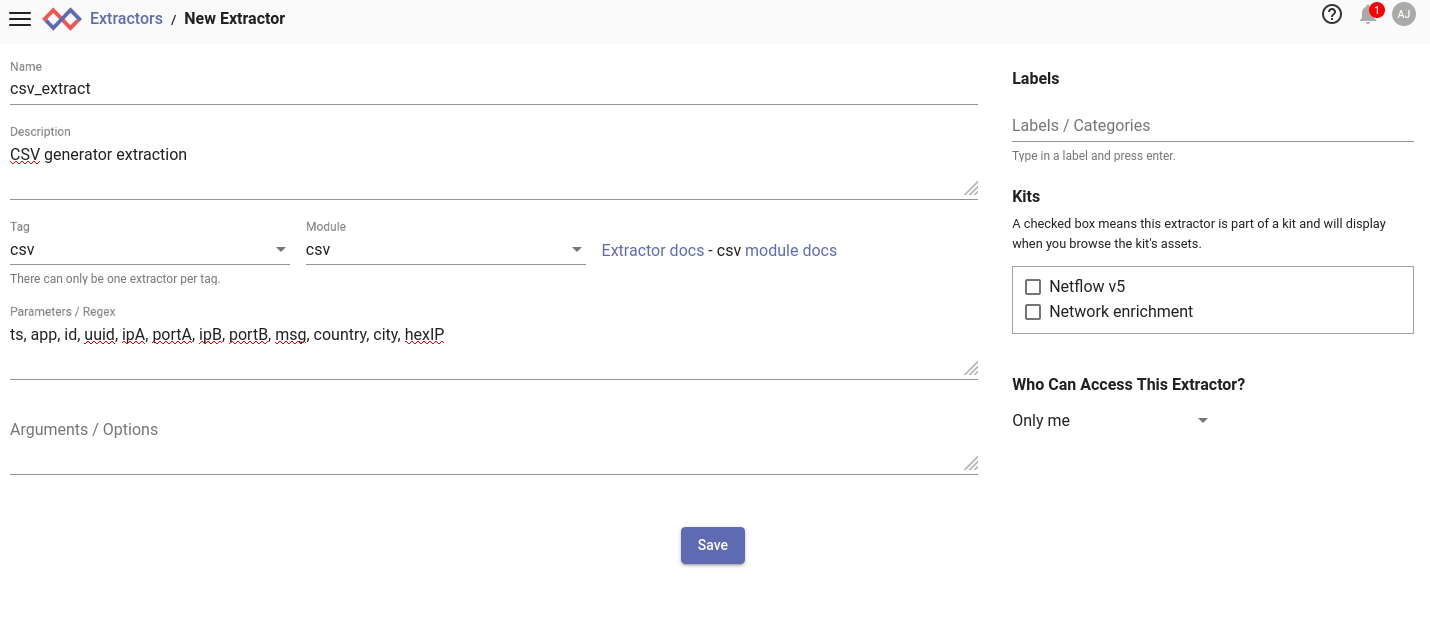 Extractors / New Extractor
1
AJ
Name
csv_extract
Description
CSV generator extraction
Tag
csv
Module
csv
Extractor docs - csv module docs
There can only be one extractor per tag.
Parameters / Regex
ts, app, id, uuid, ipA, portA, ipB, portB, msg, country, city, hexIP
Arguments / Options
Save
Labels
Labels / Categories
Type in a label and press enter.
Kits
A checked box means this extractor is part of a kit and will display
when you browse the kit's assets.
Netflow v5
Network enrichment
Who Can Access This Extractor?
Only me